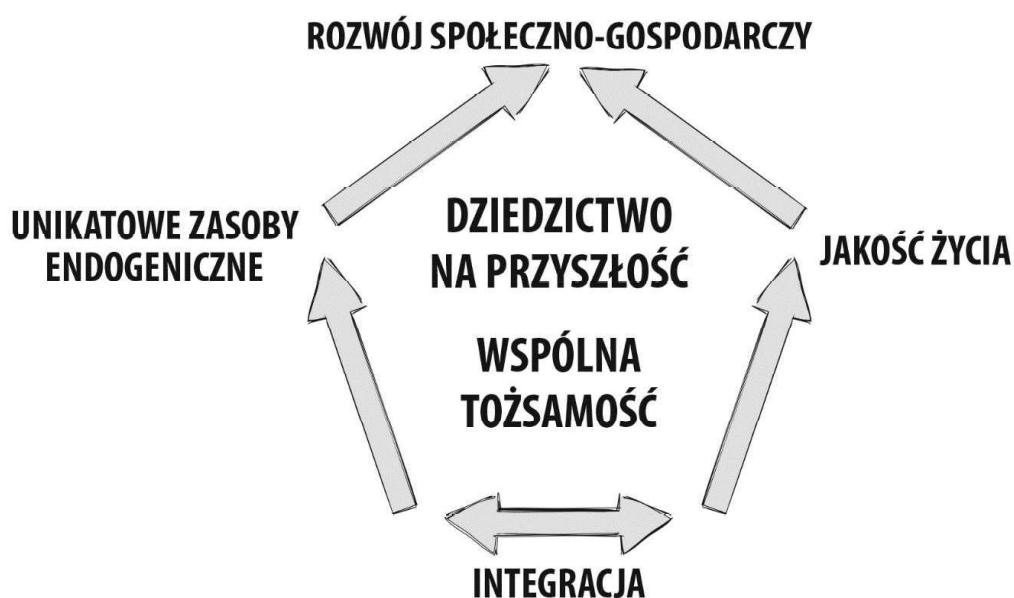 ROZWÓJ SPOŁECZNO-GOSPODARCZY
UNIKATOWE ZASOBY
ENDOGENICZNE
DZIEDZICTWO
NA PRZYSZŁOŚĆ
WSPÓLNA
TOŻSAMOŚĆ
JAKOŚĆ ŻYCIA
INTEGRACJA